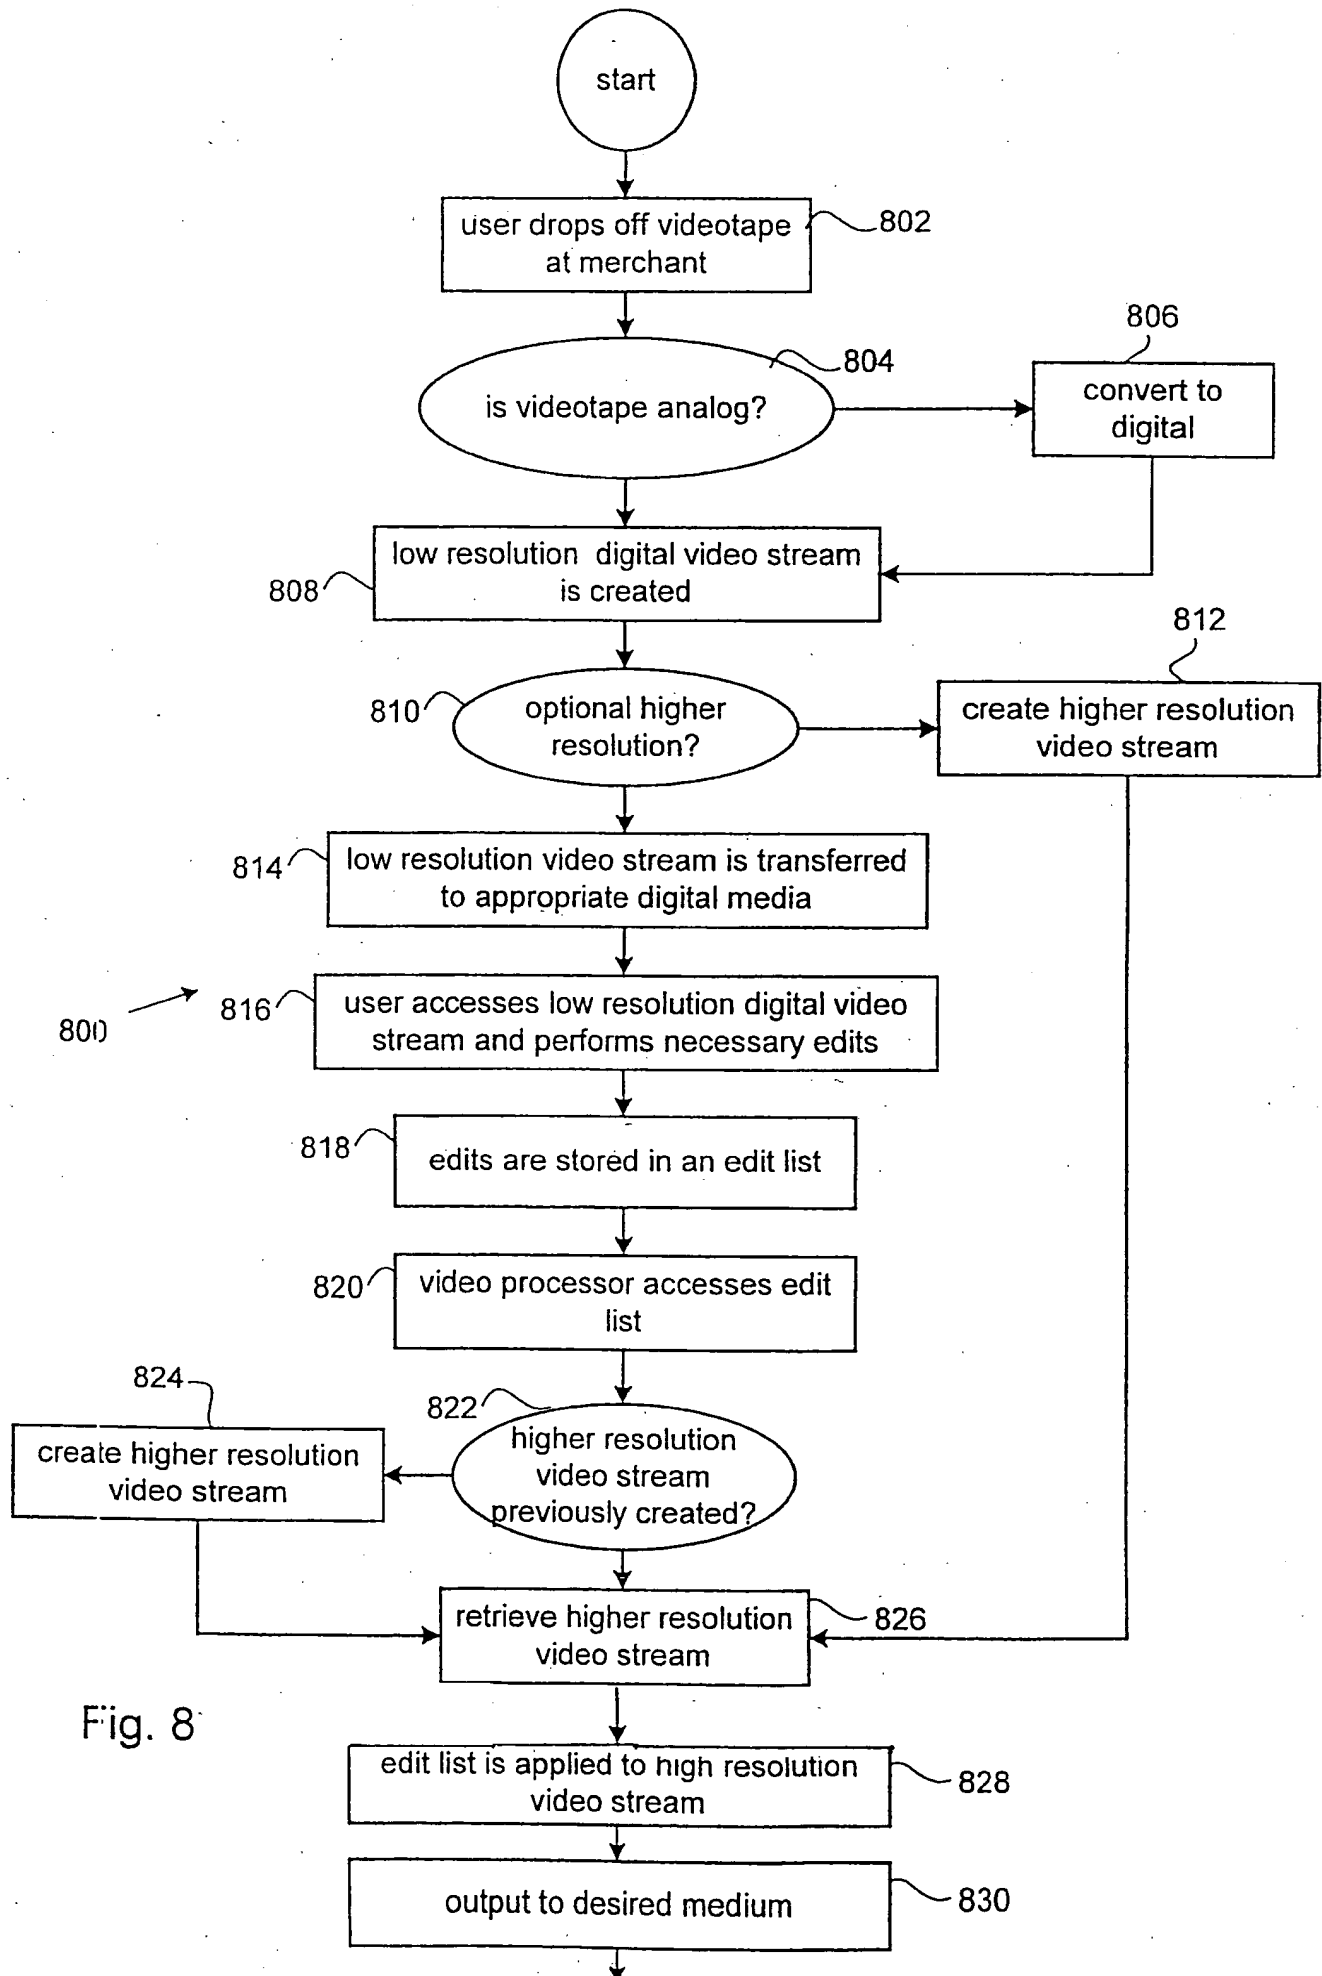 start
user drops off videotape
at merchant
802
is videotape analog?
804
806
convert to
digital
low resolution digital video stream
is created
808
810
optional higher
resolution?
812
create higher resolution
video stream
814
low resolution video stream is transferred
to appropriate digital media
800
816
user accesses low resolution digital video
stream and performs necessary edits
818
edits are stored in an edit list
820
video processor accesses edit
list
822
higher resolution
video stream
previously created?
824
create higher resolution
video stream
retrieve higher resolution
video stream
826
Fig. 8
edit list is applied to high resolution
video stream
828
output to desired medium
830